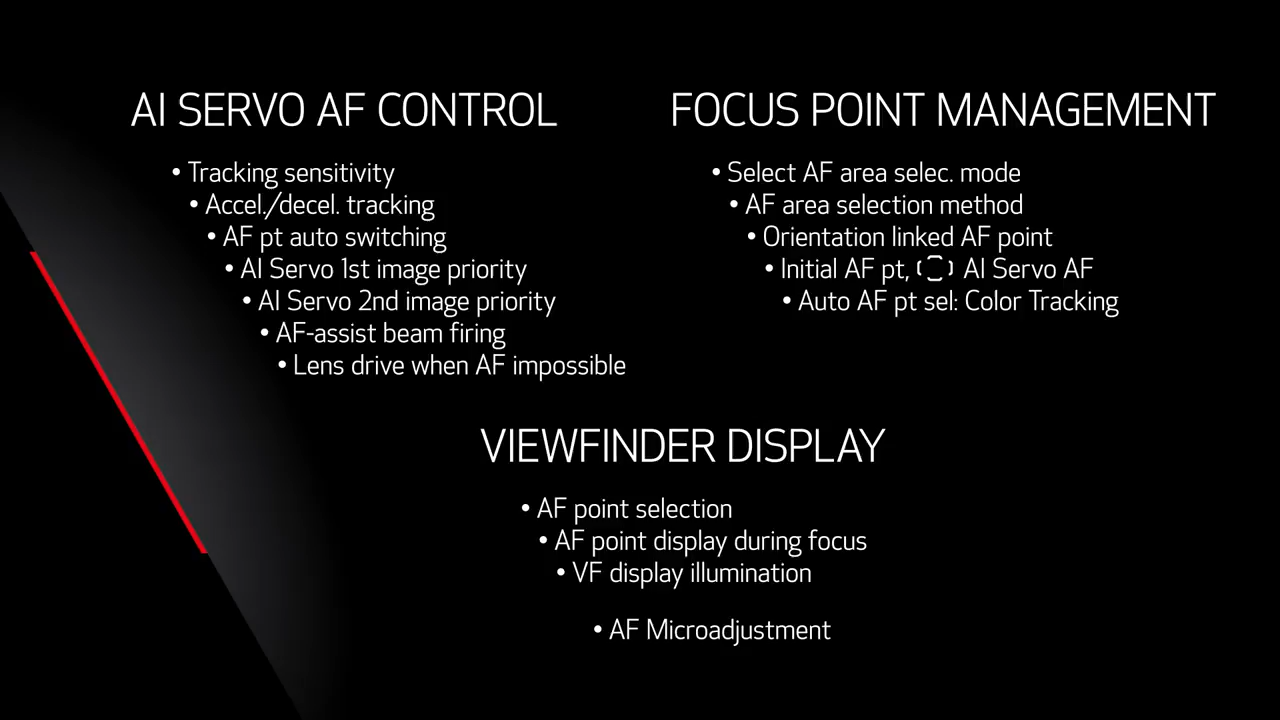 AI SERVO AF CONTROL
• Tracking sensitivity
• Accel./decel. tracking
• AF pt auto switching
• AI Servo 1st image priority
• AI Servo 2nd image priority
• AF-assist beam firing
• Lens drive when AF impossible
FOCUS POINT MANAGEMENT
• Select AF area selec. mode
• AF area selection method
• Orientation linked AF point
• Initial AF pt, AI Servo AF
• Auto AF pt sel: Color Tracking
VIEWFINDER DISPLAY
• AF point selection
• AF point display during focus
• VF display illumination
• AF Microadjustment